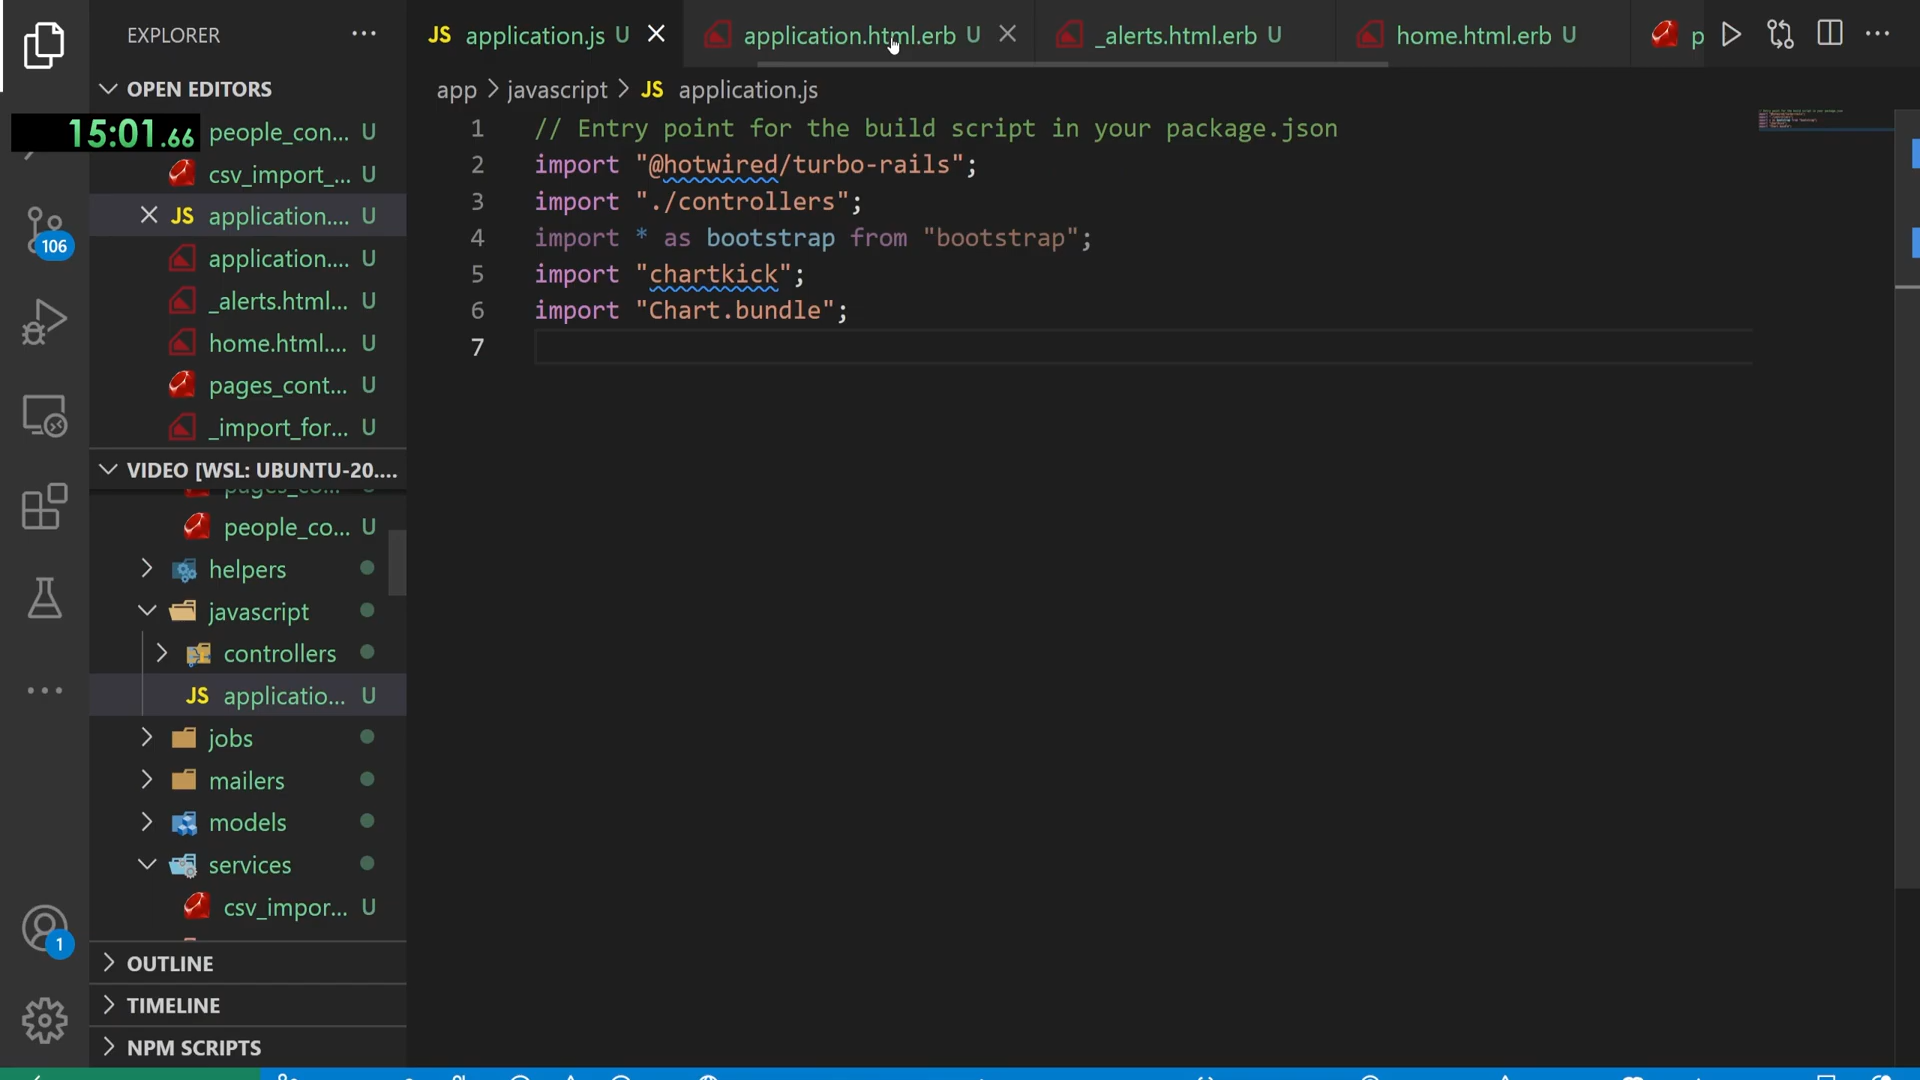 EXPLORER
OPEN EDITORS
15:01.66
people_con... U
csv_import_... U
JS application.... U
application.... U
_alerts.html... U
home.html.... U
pages_cont... U
_import_for... U
VIDEO [WSL: UBUNTU-20....
people_co... U
helpers
javascript
controllers
JS applicatio... U
jobs
mailers
models
services
csv_impor... U
OUTLINE
TIMELINE
NPM SCRIPTS
106
1
JS application.js U
application.html.erb U
_alerts.html.erb U
home.html.erb U
p
app > javascript > JS application.js
1 // Entry point for the build script in your package.json
2 import "@hotwired/turbo-rails";
3 import "./controllers";
4 import * as bootstrap from "bootstrap";
5 import "chartkick";
6 import "Chart.bundle";
7